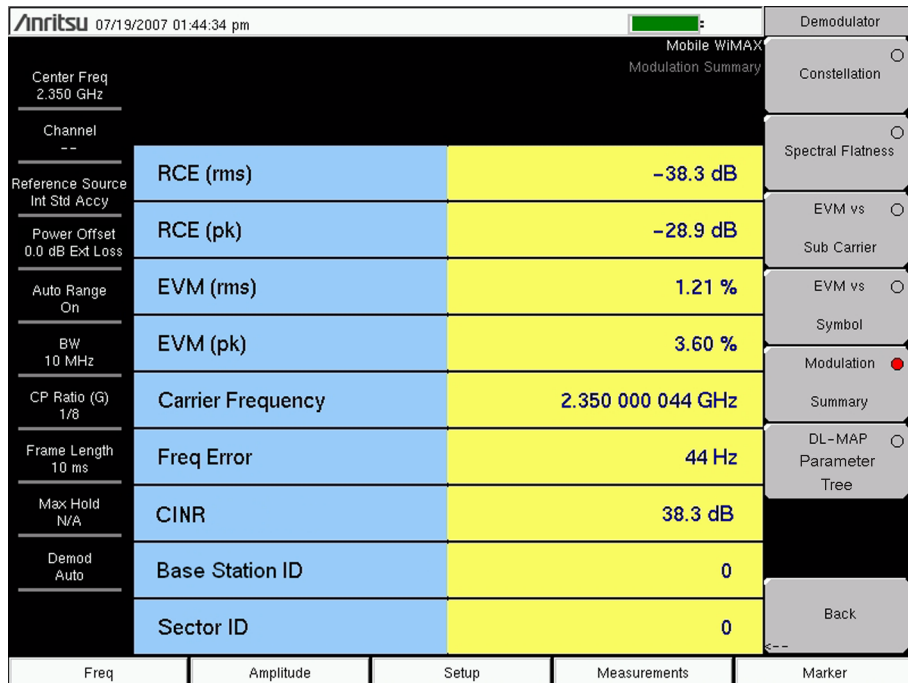 Anritsu 07/19/2007 01:44:34 pm
Mobile WiMAX
Modulation Summary
Center Freq
2.350 GHz
Channel
--
Reference Source
Int Std Accy
Power Offset
0.0 dB Ext Loss
Auto Range
On
BW
10 MHz
CP Ratio (G)
1/8
Frame Length
10 ms
Max Hold
N/A
Demod
Auto
RCE (rms) -38.3 dB
RCE (pk) -28.9 dB
EVM (rms) 1.21 %
EVM (pk) 3.60 %
Carrier Frequency 2.350 000 044 GHz
Freq Error 44 Hz
CINR 38.3 dB
Base Station ID 0
Sector ID 0
Demodulator
Constellation
Spectral Flatness
EVM vs
Sub Carrier
EVM vs
Symbol
Modulation
Summary
DL-MAP
Parameter
Tree
Back
<--
Freq Amplitude Setup Measurements Marker